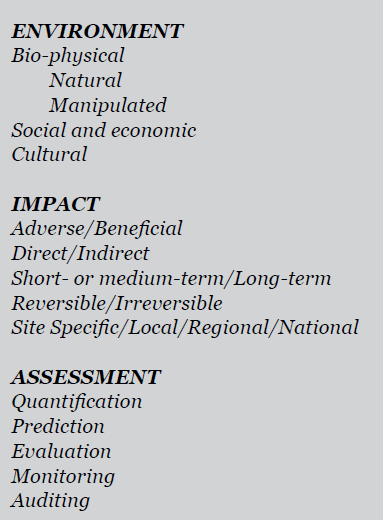 ENVIRONMENT
Bio-physical
Natural
Manipulated
Social and economic
Cultural
IMPACT
Adverse/Beneficial
Direct/Indirect
Short- or medium-term/Long-term
Reversible/Irreversible
Site Specific/Local/Regional/National
ASSESSMENT
Quantification
Prediction
Evaluation
Monitoring
Auditing